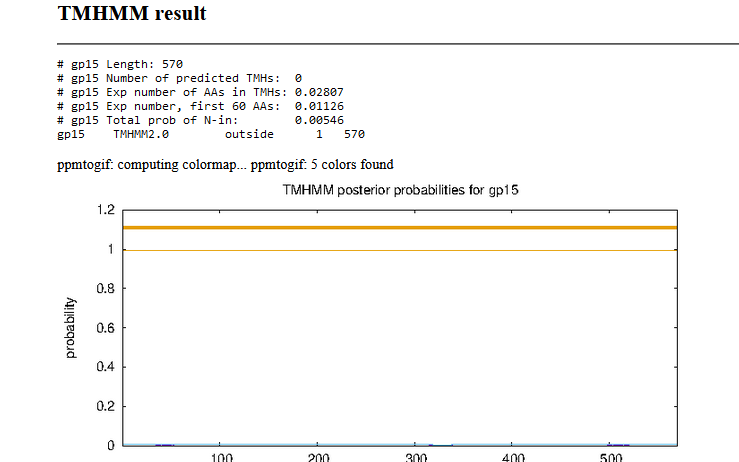 TMHMM result
# gp15 Length: 570
# gp15 Number of predicted TMHs:  0
# gp15 Exp number of AAs in TMHs: 0.02807
# gp15 Exp number, first 60 AAs:  0.01126
# gp15 Total prob of N-in:        0.00546
gp15    TMHMM2.0        outside      1   570
ppmtogif: computing colormap... ppmtogif: 5 colors found
TMHMM posterior probabilities for gp15
1.2
1
0.8
0.6
0.4
0.2
0
probability
100 200 300 400 500